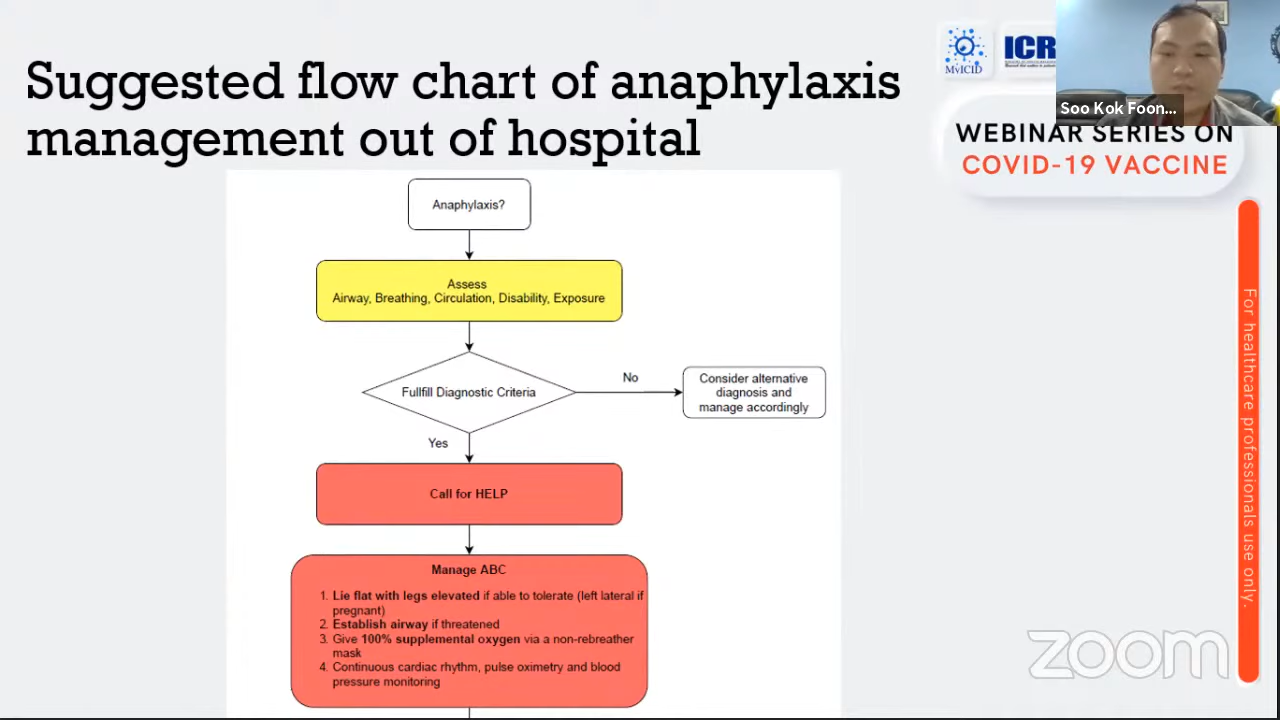 Suggested flow chart of anaphylaxis
management out of hospital
MyICID
ICR
Soo Kok Foon...
WEBINAR SERIES ON
COVID-19 VACCINE
Anaphylaxis?
Assess
Airway, Breathing, Circulation, Disability, Exposure
Fullfill Diagnostic Criteria
No
Consider alternative
diagnosis and
manage accordingly
Yes
Call for HELP
Manage ABC
1. Lie flat with legs elevated if able to tolerate (left lateral if
pregnant)
2. Establish airway if threatened
3. Give 100% supplemental oxygen via a non-rebreather
mask
4. Continuous cardiac rhythm, pulse oximetry and blood
pressure monitoring
For healthcare professionals use only.
zoom